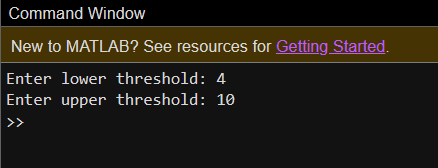 Command Window
New to MATLAB? See resources for Getting Started.
Enter lower threshold: 4
Enter upper threshold: 10
>>